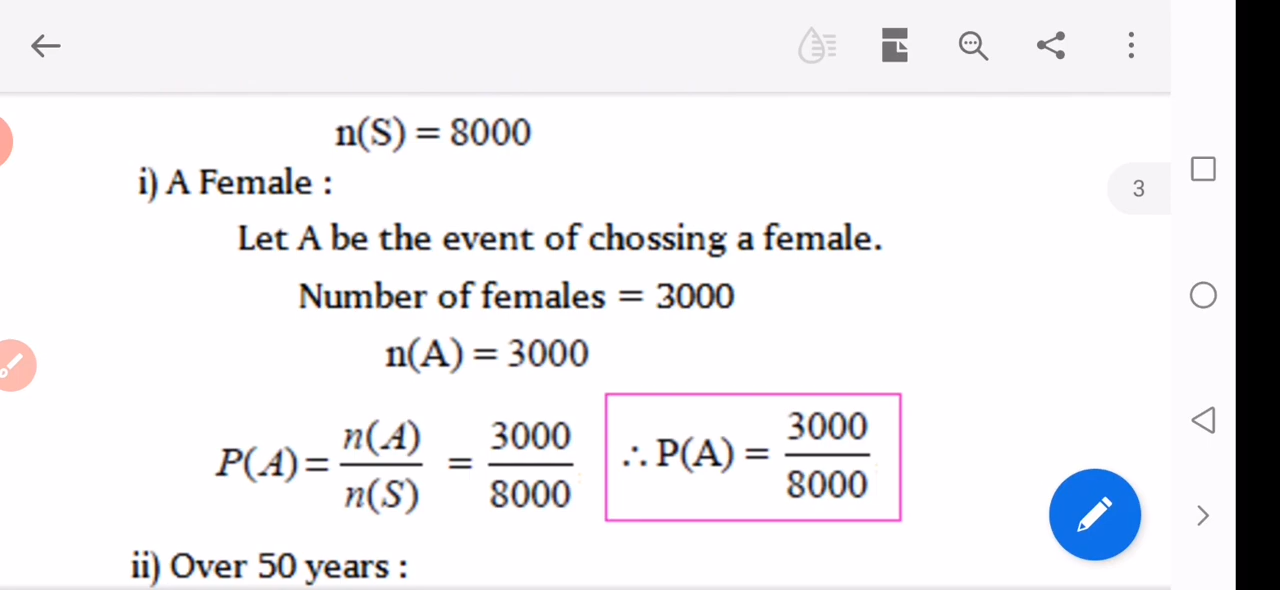 n(S) = 8000
3
i) A Female :
Let A be the event of chossing a female.
Number of females = 3000
n(A) = 3000
P(A) = n(A)/n(S) = 3000/8000 ∴ P(A) = 3000/8000
ii) Over 50 years :